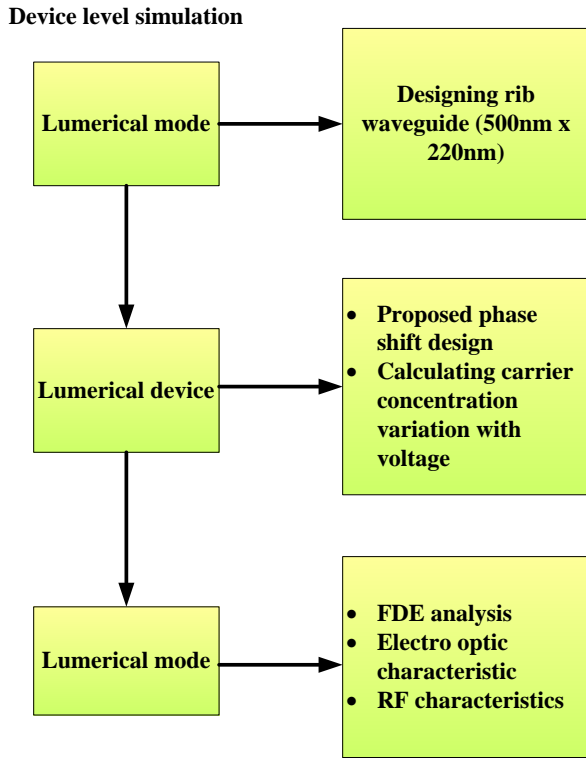 Device level simulation
Lumerical mode
Designing rib
waveguide (500nm x
220nm)
Lumerical device
• Proposed phase
shift design
• Calculating carrier
concentration
variation with
voltage
Lumerical mode
• FDE analysis
• Electro optic
characteristic
• RF characteristics